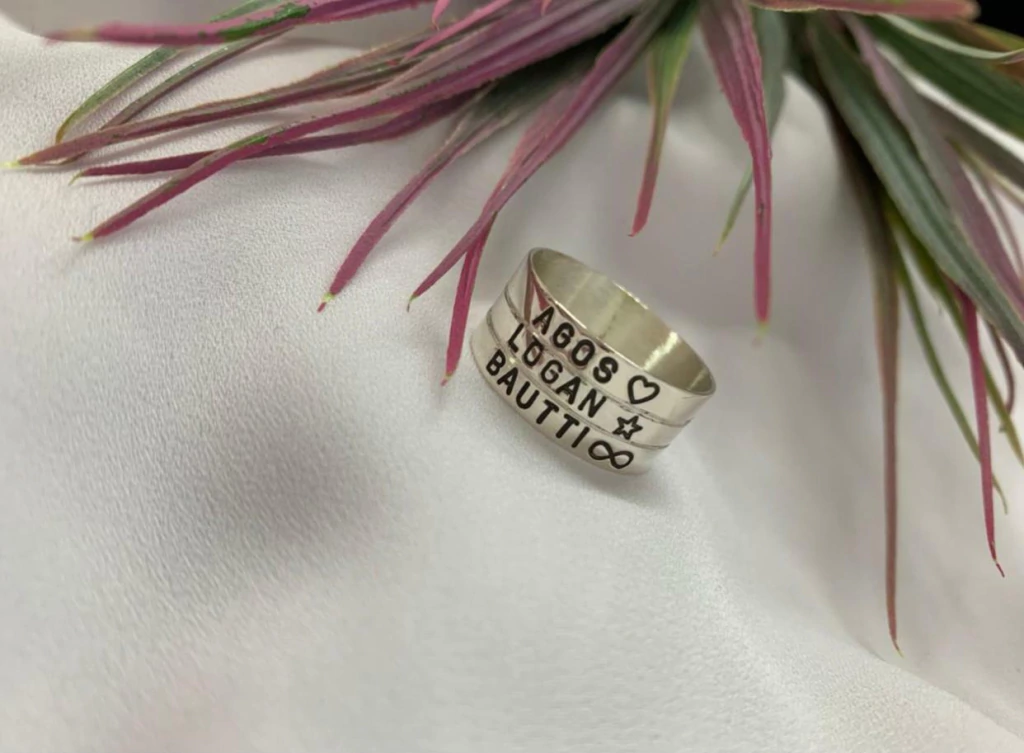 AGOS ♡
LOGAN ☆
BAUTTI ∞